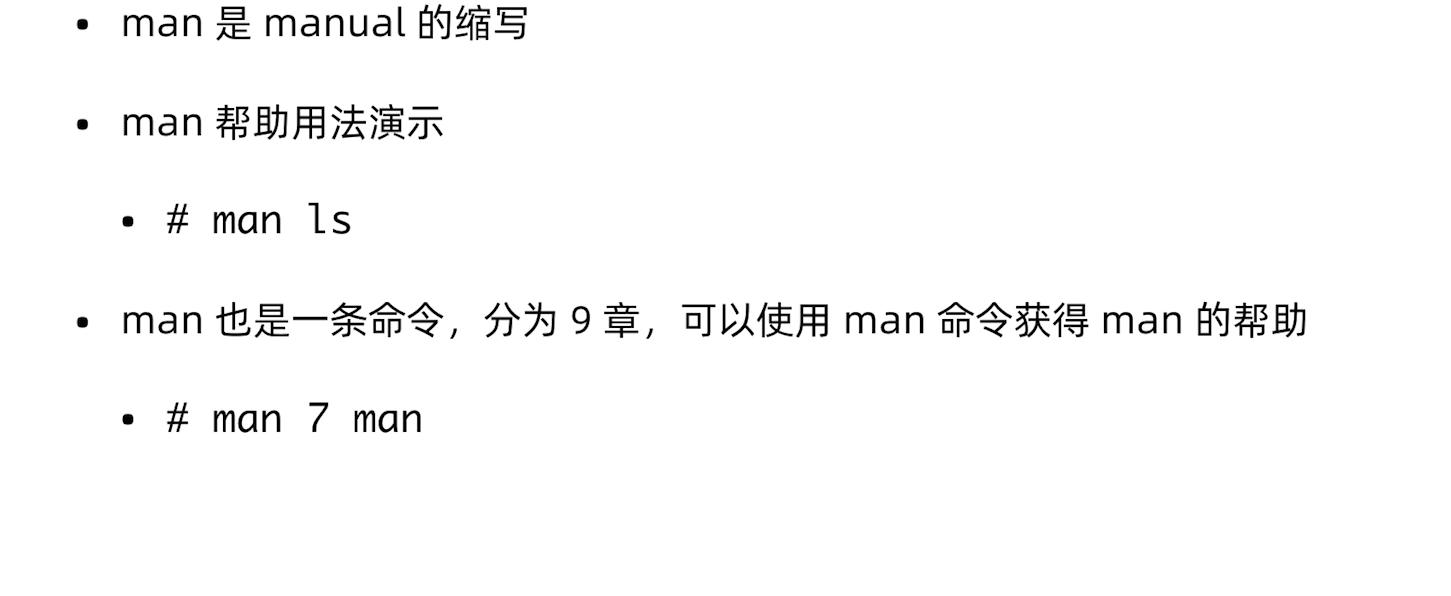 • man 是 manual 的缩写
• man 帮助用法演示
• # man ls
• man 也是一条命令，分为 9 章，可以使用 man 命令获得 man 的帮助
• # man 7 man